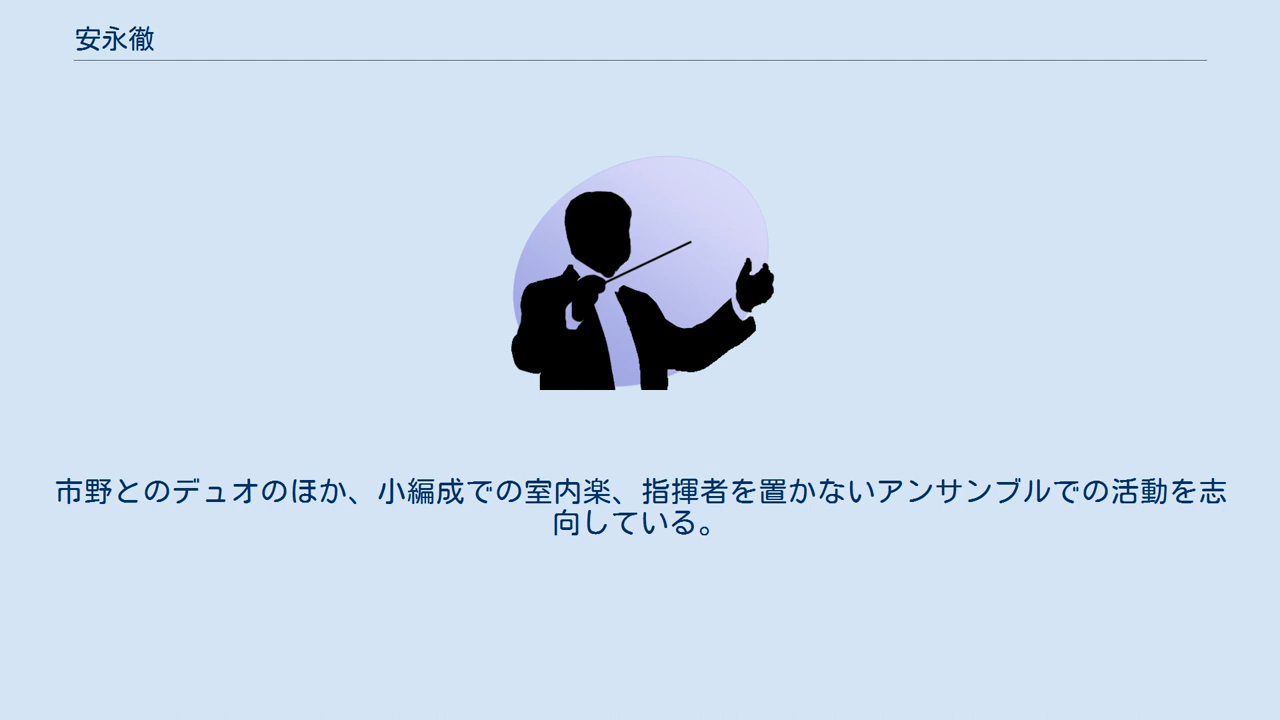 安永徹
市野とのデュオのほか、小編成での室内楽、指揮者を置かないアンサンブルでの活動を志
向している。